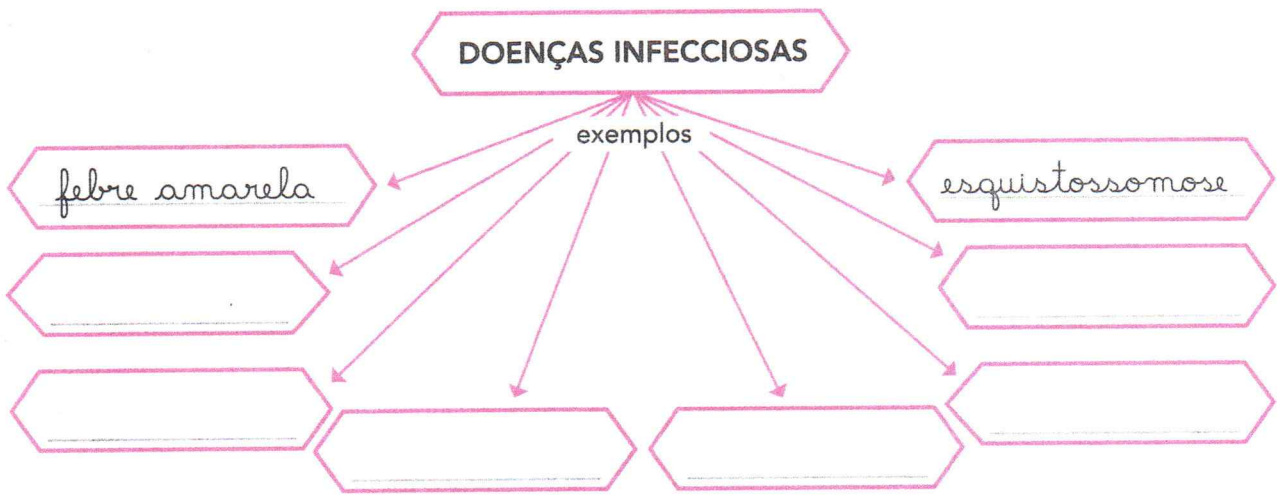 DOENÇAS INFECCIOSAS
exemplos
febre amarela
esquistossomose